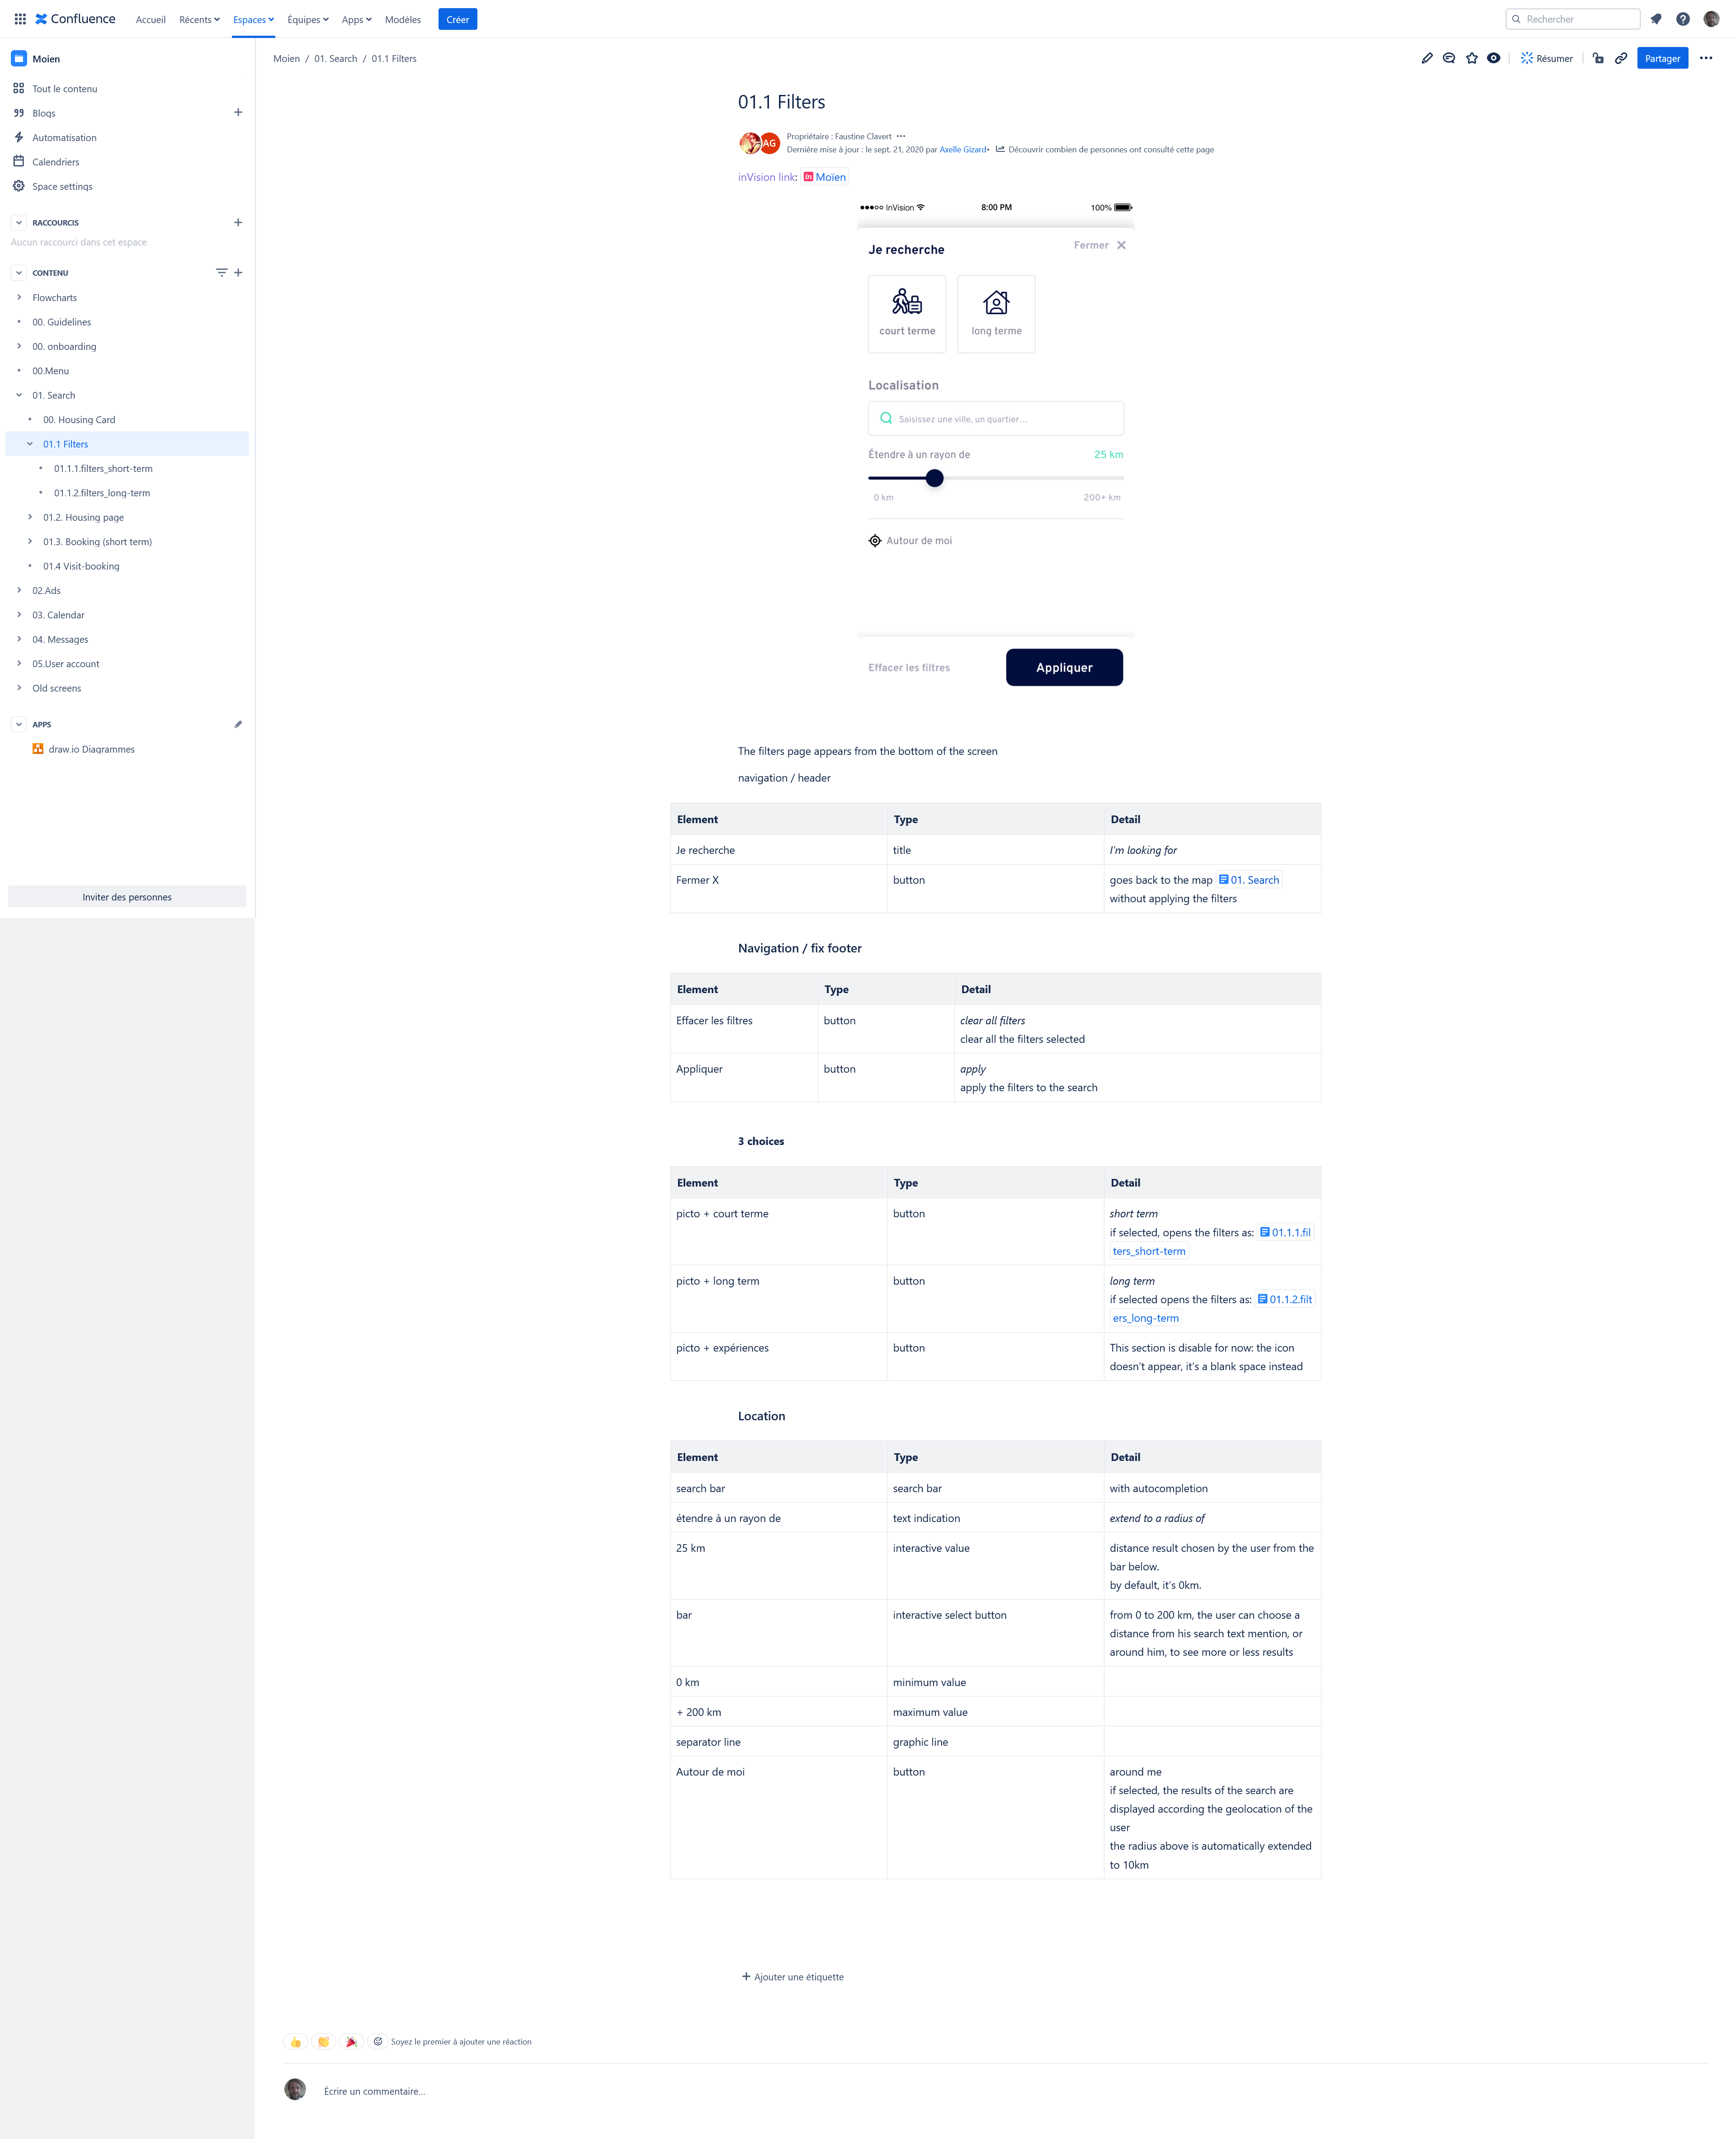 Confluence
Accueil
Récents
Espaces
Équipes
Apps
Modèles
Créer
Rechercher
Moien
Tout le contenu
Blogs
Automatisation
Calendriers
Space settings
RACCOURCIS
Aucun raccourci dans cet espace
CONTENU
Flowcharts
00. Guidelines
00. onboarding
00.Menu
01. Search
00. Housing Card
01.1 Filters
01.1.1.filters_short-term
01.1.2.filters_long-term
01.2. Housing page
01.3. Booking (short term)
01.4 Visit-booking
02.Ads
03. Calendar
04. Messages
05.User account
Old screens
APPS
draw.io Diagrammes
Inviter des personnes
Moien / 01. Search / 01.1 Filters
Résumer
Partager
01.1 Filters
AG
Propriétaire : Faustine Clavert
Dernière mise à jour : le sept. 21, 2020 par Axelle Gizard• Découvrir combien de personnes ont consulté cette page
inVision link: in Moïen
InVision
8:00 PM
100%
Je recherche
Fermer
court terme
long terme
Localisation
Saisissez une ville, un quartier...
Étendre à un rayon de
25 km
0 km
200+ km
Autour de moi
Effacer les filtres
Appliquer
The filters page appears from the bottom of the screen
navigation / header
Element Type Detail
Je recherche title I'm looking for
Fermer X button goes back to the map 01. Search
without applying the filters
Navigation / fix footer
Element Type Detail
Effacer les filtres button clear all filters
clear all the filters selected
Appliquer button apply
apply the filters to the search
3 choices
Element Type Detail
picto + court terme button short term
if selected, opens the filters as: 01.1.1.fil
ters_short-term
picto + long term button long term
if selected opens the filters as: 01.1.2.filt
ers_long-term
picto + expériences button This section is disable for now: the icon
doesn't appear, it's a blank space instead
Location
Element Type Detail
search bar search bar with autocompletion
étendre à un rayon de text indication extend to a radius of
25 km interactive value distance result chosen by the user from the
bar below.
by default, it's 0km.
bar interactive select button from 0 to 200 km, the user can choose a
distance from his search text mention, or
around him, to see more or less results
0 km minimum value
+ 200 km maximum value
separator line graphic line
Autour de moi button around me
if selected, the results of the search are
displayed according the geolocation of the
user
the radius above is automatically extended
to 10km
Ajouter une étiquette
Soyez le premier à ajouter une réaction
Écrire un commentaire...